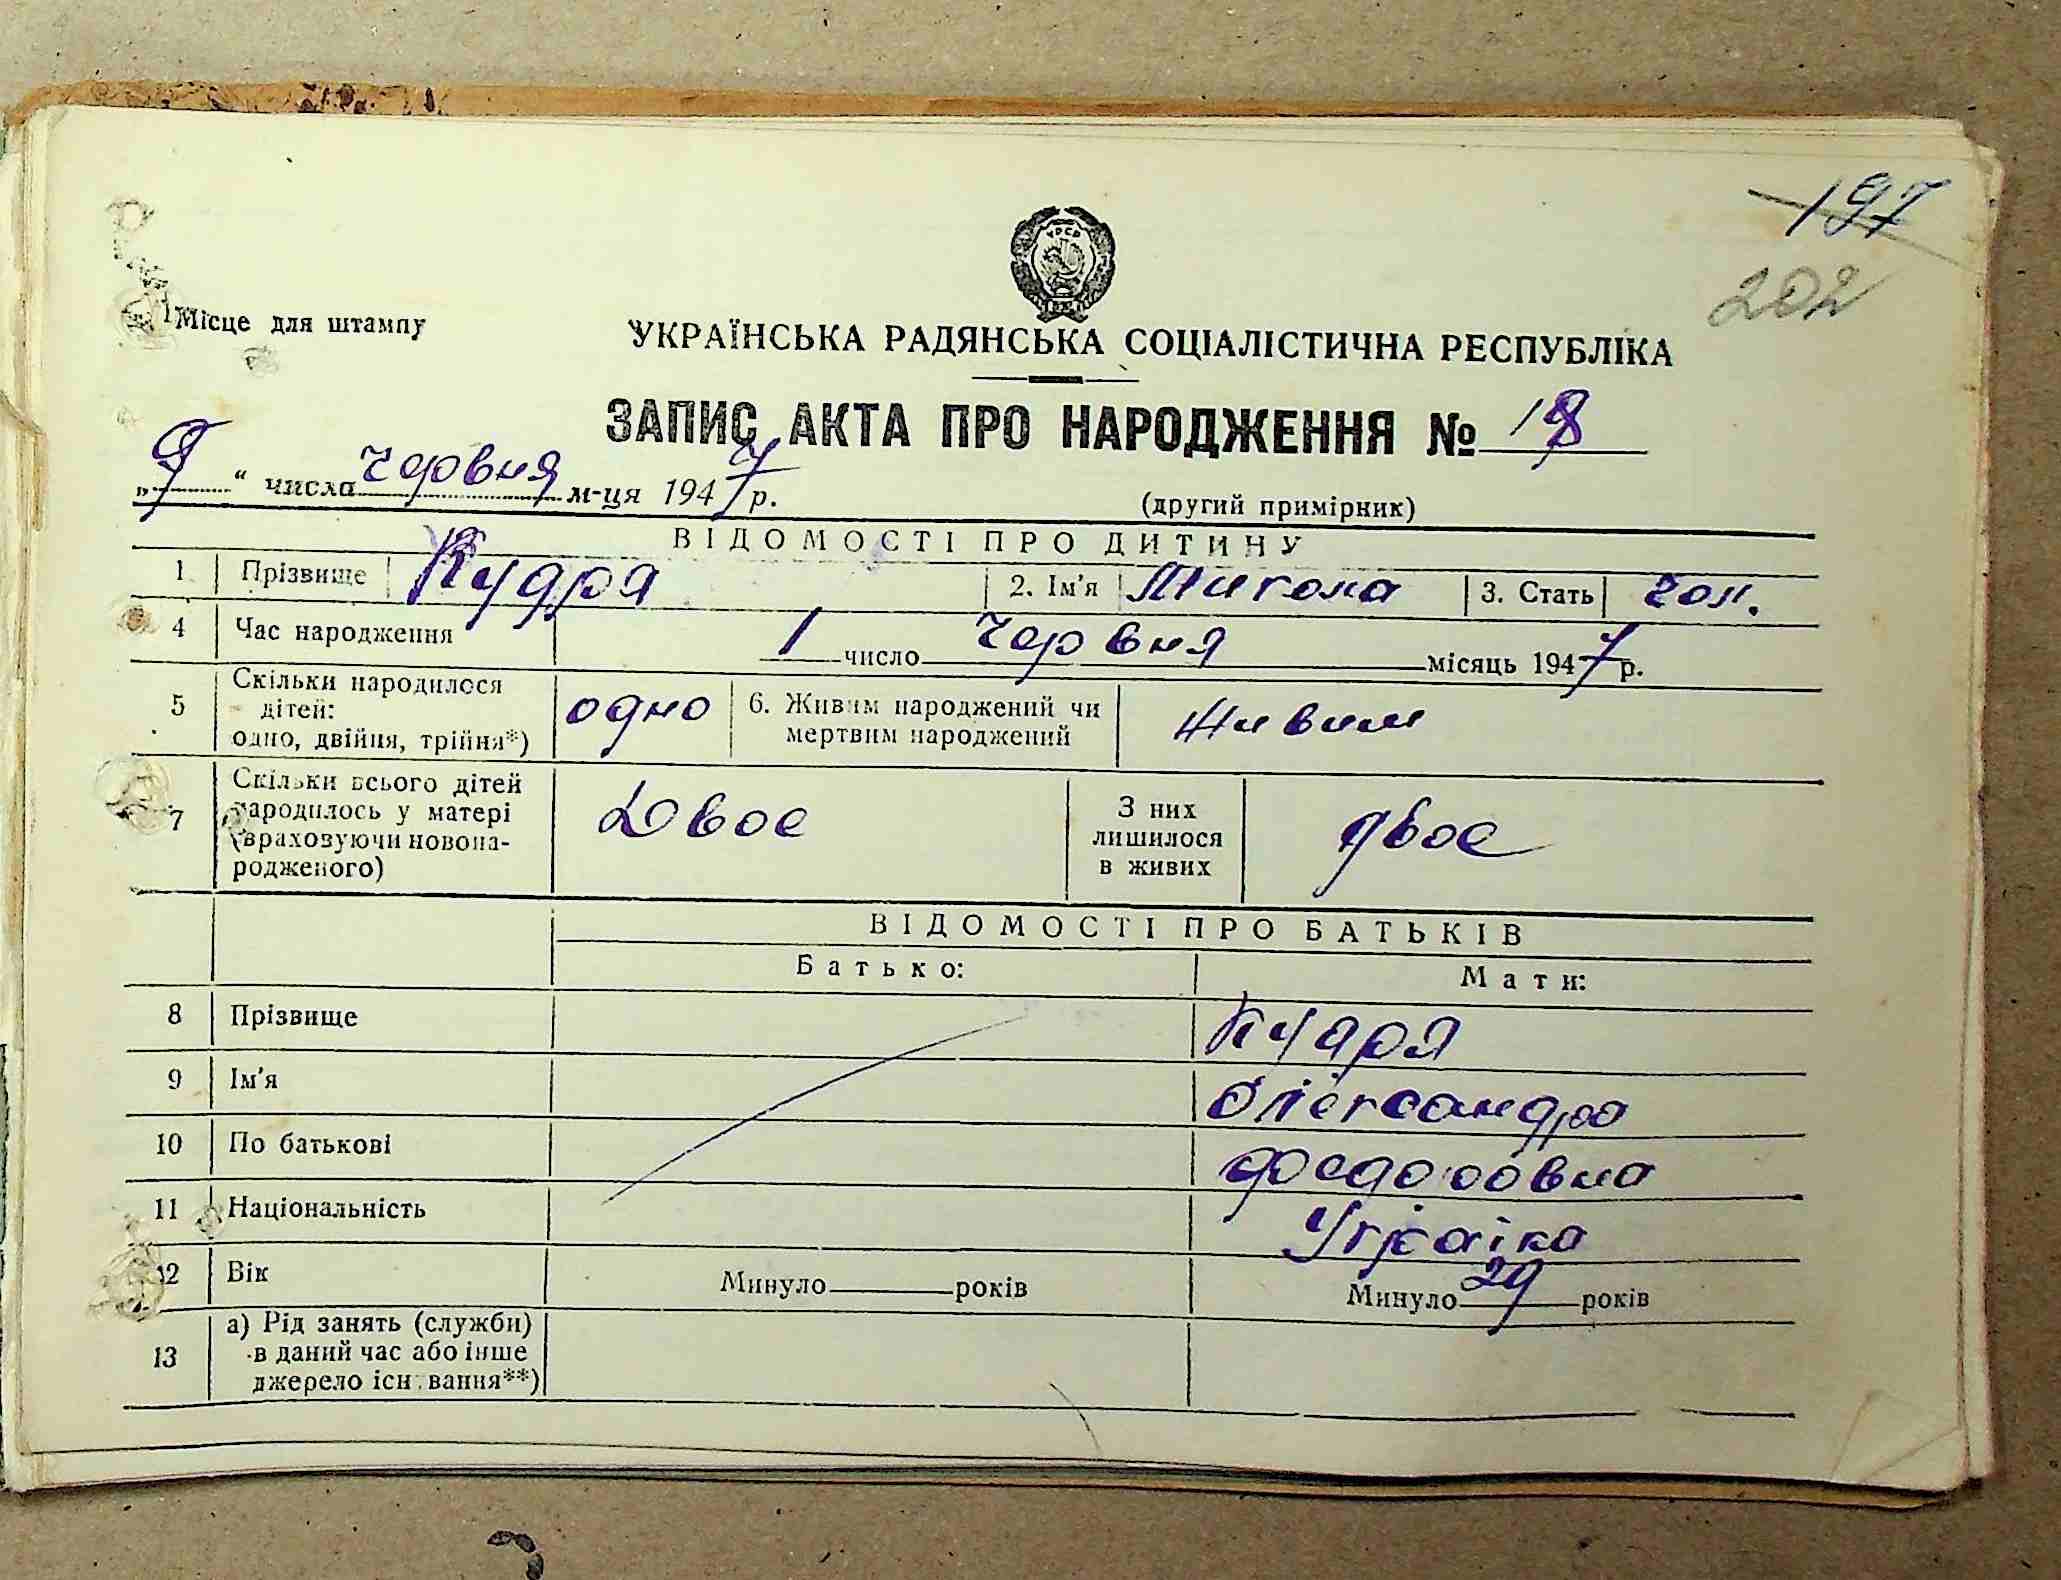 197
202
УРСР
Місце для штампу
УКРАЇНСЬКА РАДЯНСЬКА СОЦІАЛІСТИЧНА РЕСПУБЛІКА
ЗАПИС АКТА ПРО НАРОДЖЕННЯ № 18
„9“ числа червня м-ця 1947 р.
(другий примірник)
ВІДОМОСТІ ПРО ДИТИНУ
1 Прізвище Кудря 2. Ім'я Микола 3. Стать чол.
4 Час народження 1 число червня місяць 1947 р.
5 Скільки народилося
дітей:
одно, двійня, трійня*) одно 6. Живим народжений чи
мертвим народжений живим
7 Скільки всього дітей
народилось у матері
(враховуючи новона-
родженого) Двоє З них
лишилося
в живих двоє
ВІДОМОСТІ ПРО БАТЬКІВ
Батько: Мати:
8 Прізвище Кудря
9 Ім'я Олександра
10 По батькові Федоровна
11 Національність Украінка
12 Вік Минуло років Минуло 29 років
13 а) Рід занять (служби)
в даний час або інше
джерело існування**)